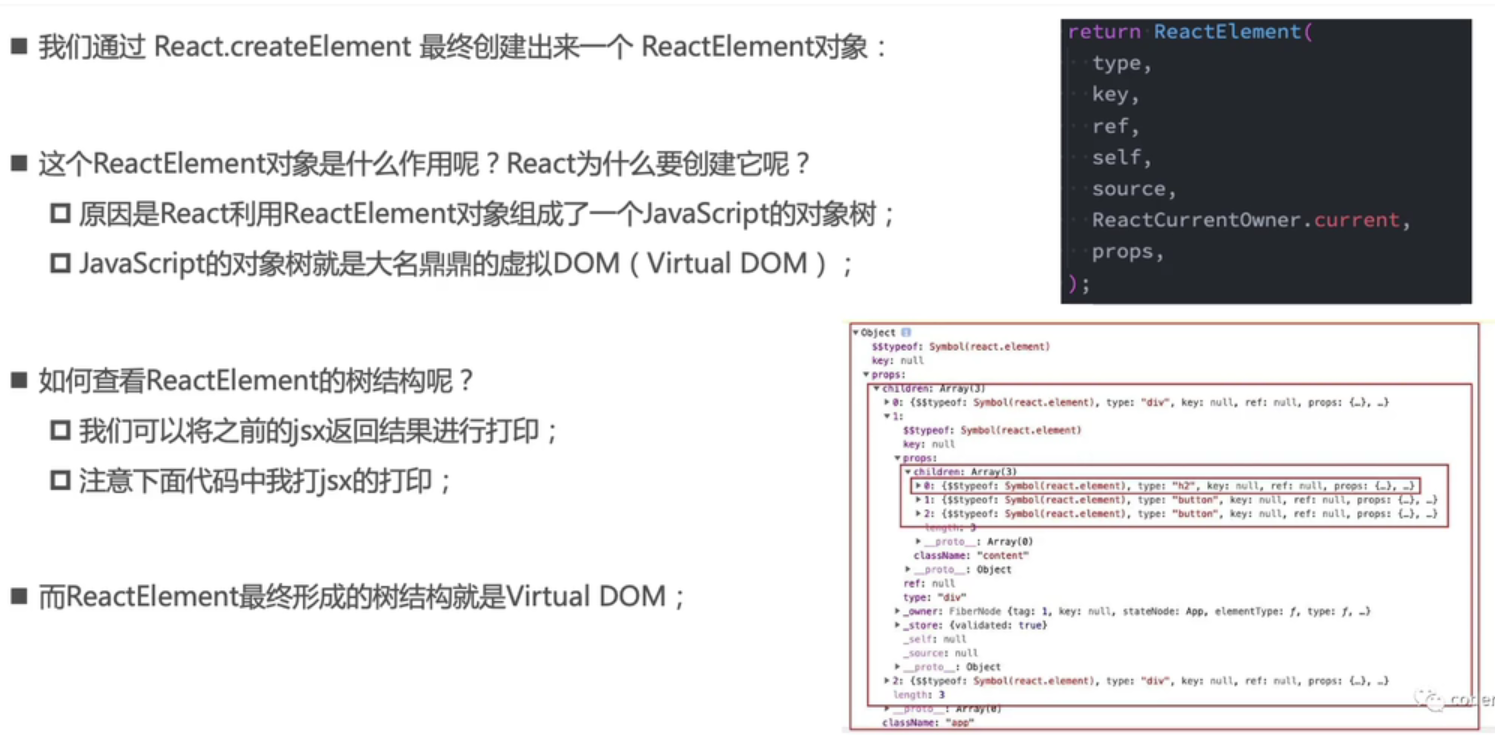 ■ 我们通过 React.createElement 最终创建出来一个 ReactElement对象：
■ 这个ReactElement对象是什么作用呢？React为什么要创建它呢？
原因是React利用ReactElement对象组成了一个JavaScript的对象树；
JavaScript的对象树就是大名鼎鼎的虚拟DOM（Virtual DOM）；
■ 如何查看ReactElement的树结构呢？
我们可以将之前的jsx返回结果进行打印；
注意下面代码中我打jsx的打印；
■ 而ReactElement最终形成的树结构就是Virtual DOM；
return ReactElement(
type,
key,
ref,
self,
source,
ReactCurrentOwner.current,
props,
);
▼Object
$$typeof: Symbol(react.element)
key: null
▼props:
▼children: Array(3)
▶0: {$$typeof: Symbol(react.element), type: "div", key: null, ref: null, props: {…}, …}
▼1:
$$typeof: Symbol(react.element)
key: null
▼props:
▼children: Array(3)
▶0: {$$typeof: Symbol(react.element), type: "h2", key: null, ref: null, props: {…}, …}
▶1: {$$typeof: Symbol(react.element), type: "button", key: null, ref: null, props: {…}, …}
▶2: {$$typeof: Symbol(react.element), type: "button", key: null, ref: null, props: {…}, …}
length: 3
▶__proto__: Array(0)
className: "content"
▶__proto__: Object
ref: null
type: "div"
▶_owner: FiberNode {tag: 1, key: null, stateNode: App, elementType: ƒ, type: ƒ, …}
▶_store: {validated: true}
_self: null
_source: null
▶__proto__: Object
▶2: {$$typeof: Symbol(react.element), type: "div", key: null, ref: null, props: {…}, …}
length: 3
▶__proto__: Array(0)
className: "app"
coder